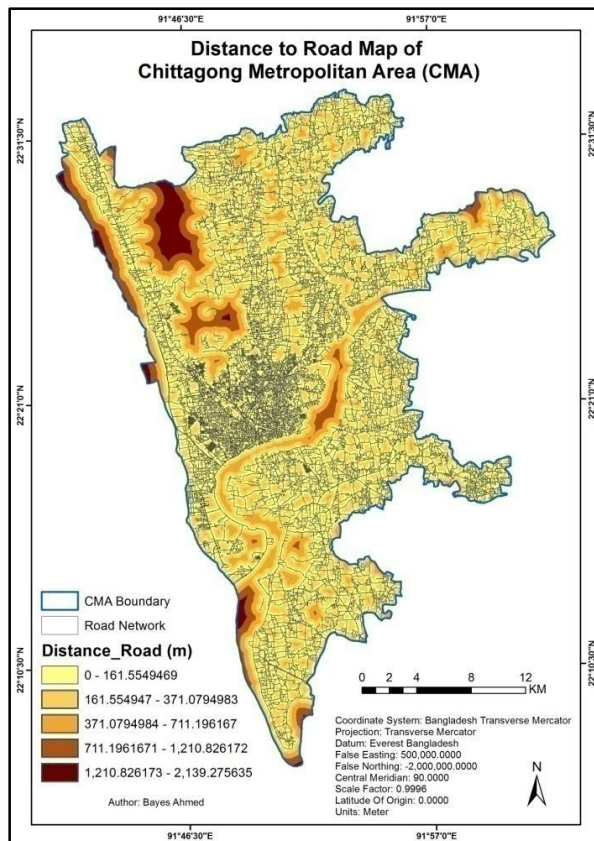 91°46'30"E 91°57'0"E
Distance to Road Map of
Chittagong Metropolitan Area (CMA)
22°31'30"N 22°31'30"N
22°21'0"N 22°21'0"N
22°10'30"N 22°10'30"N
CMA Boundary
Road Network
Distance_Road (m)
0 - 161.5549469
161.554947 - 371.0794983
371.0794984 - 711.196167
711.1961671 - 1,210.826172
1,210.826173 - 2,139.275635
Author: Bayes Ahmed
0 2 4 8 12
KM
Coordinate System: Bangladesh Transverse Mercator
Projection: Transverse Mercator
Datum: Everest Bangladesh
False Easting: 500,000.0000
False Northing: -2,000,000.0000
Central Meridian: 90.0000
Scale Factor: 0.9996
Latitude Of Origin: 0.0000
Units: Meter
N
91°46'30"E 91°57'0"E